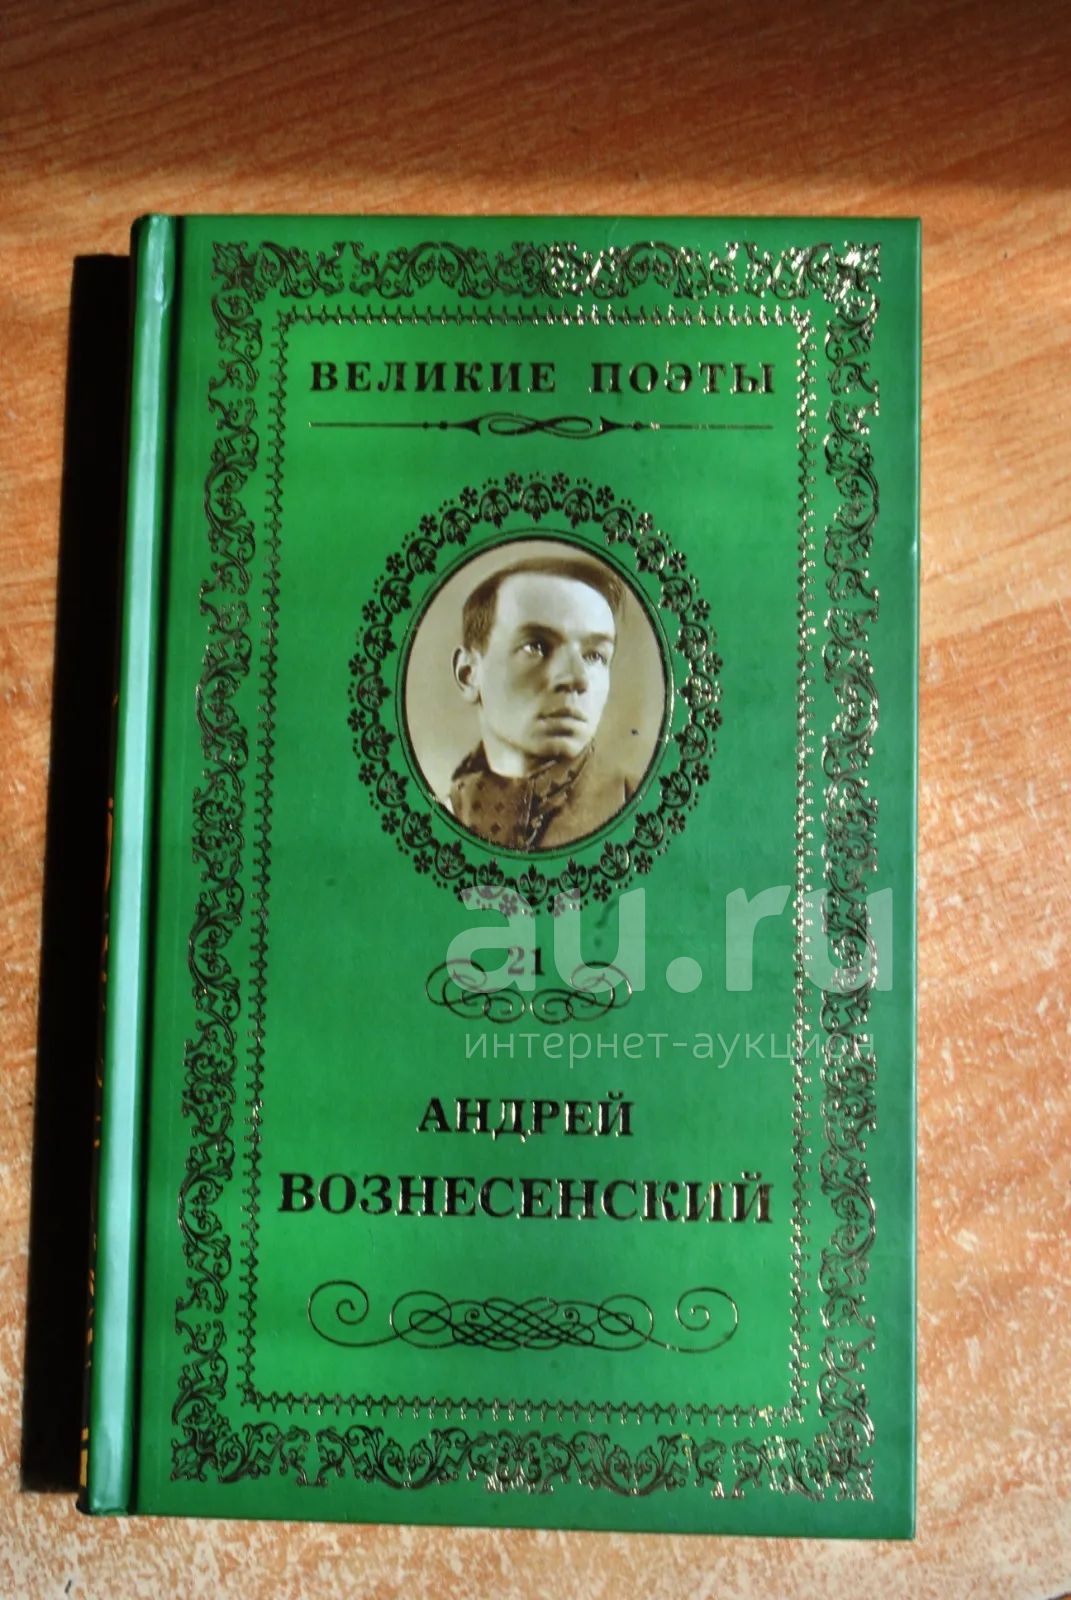 ВЕЛИКИЕ ПОЭТЫ
au.ru
21
интернет-аукцион
АНДРЕЙ
ВОЗНЕСЕНСКИЙ